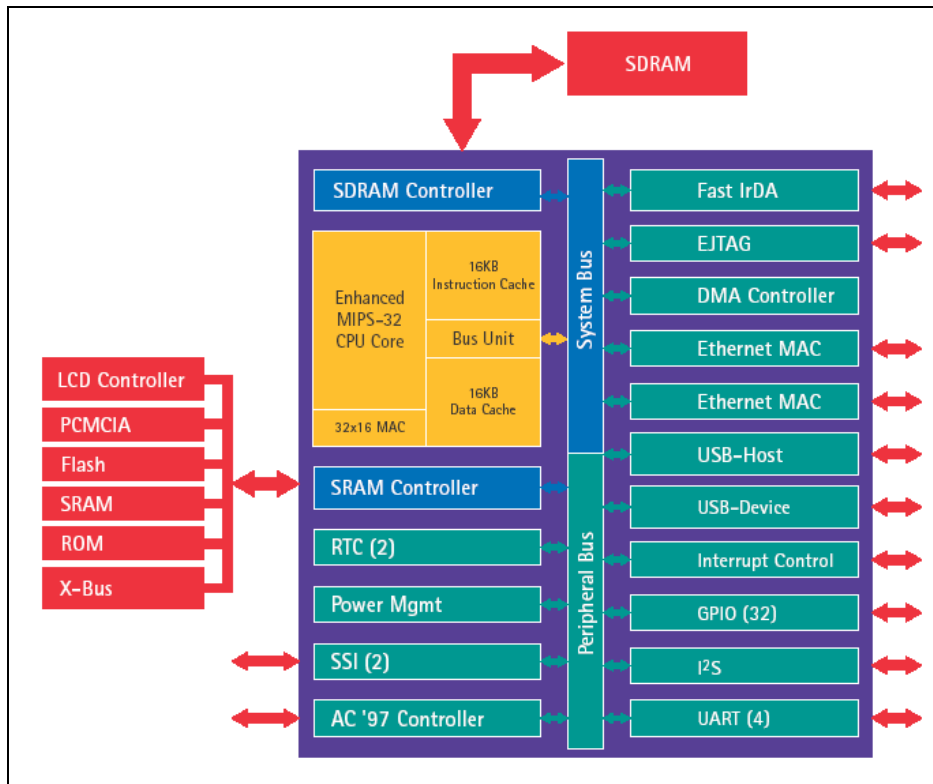 SDRAM
SDRAM Controller
Enhanced
MIPS-32
CPU Core
32x16 MAC
16KB
Instruction Cache
Bus Unit
16KB
Data Cache
SRAM Controller
RTC (2)
Power Mgmt
SSI (2)
AC '97 Controller
LCD Controller
PCMCIA
Flash
SRAM
ROM
X-Bus
System Bus
Peripheral Bus
Fast IrDA
EJTAG
DMA Controller
Ethernet MAC
Ethernet MAC
USB-Host
USB-Device
Interrupt Control
GPIO (32)
I²S
UART (4)